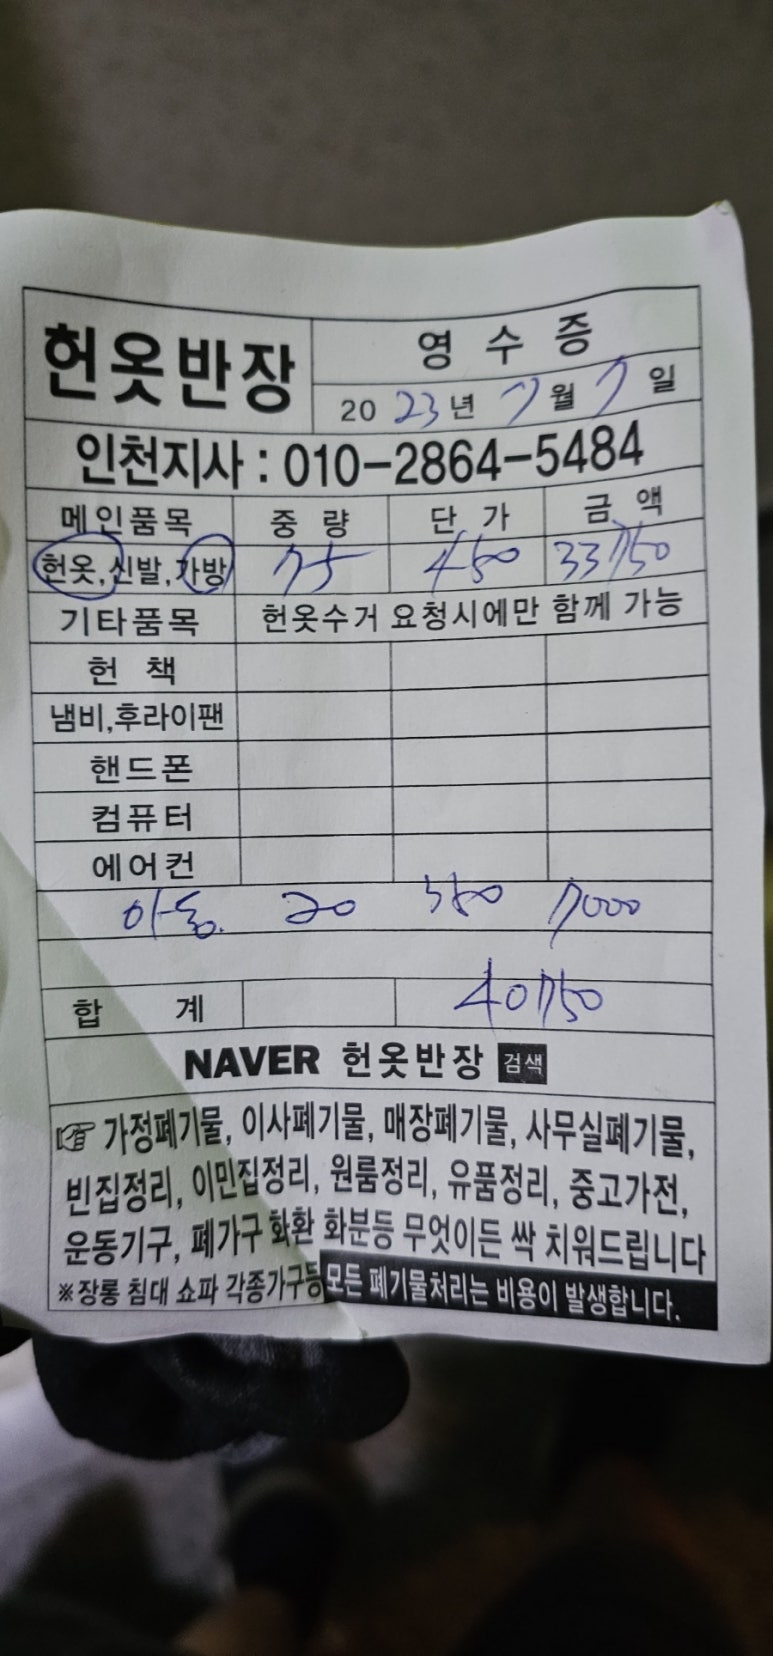 헌옷반장
영 수 증
2023년 7월 7일
인천지사 : 010-2864-5484
메인품목 중 량 단 가 금 액
헌옷,신발,가방 75 450 33750
기타품목 헌옷수거 요청시에만 함께 가능
헌 책
냄비,후라이팬
핸드폰
컴퓨터
에어컨
아동. 20 350 7000
합 계 40750
NAVER 헌옷반장 검색
☞ 가정폐기물, 이사폐기물, 매장폐기물, 사무실폐기물,
빈집정리, 이민집정리, 원룸정리, 유품정리, 중고가전,
운동기구, 폐가구 화환 화분등 무엇이든 싹 치워드립니다
※장롱 침대 쇼파 각종가구등 모든 폐기물처리는 비용이 발생합니다.